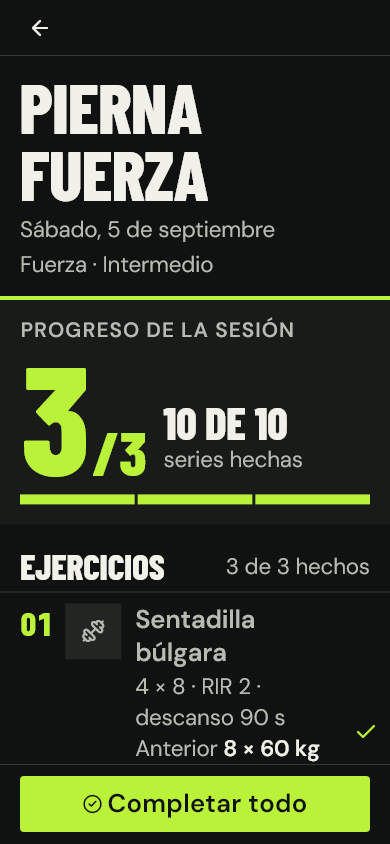 PIERNA
FUERZA
Sábado, 5 de septiembre
Fuerza · Intermedio
PROGRESO DE LA SESIÓN
3/3
10 DE 10
series hechas
EJERCICIOS
3 de 3 hechos
01
Sentadilla
búlgara
4 × 8 · RIR 2 ·
descanso 90 s
Anterior 8 × 60 kg
Completar todo